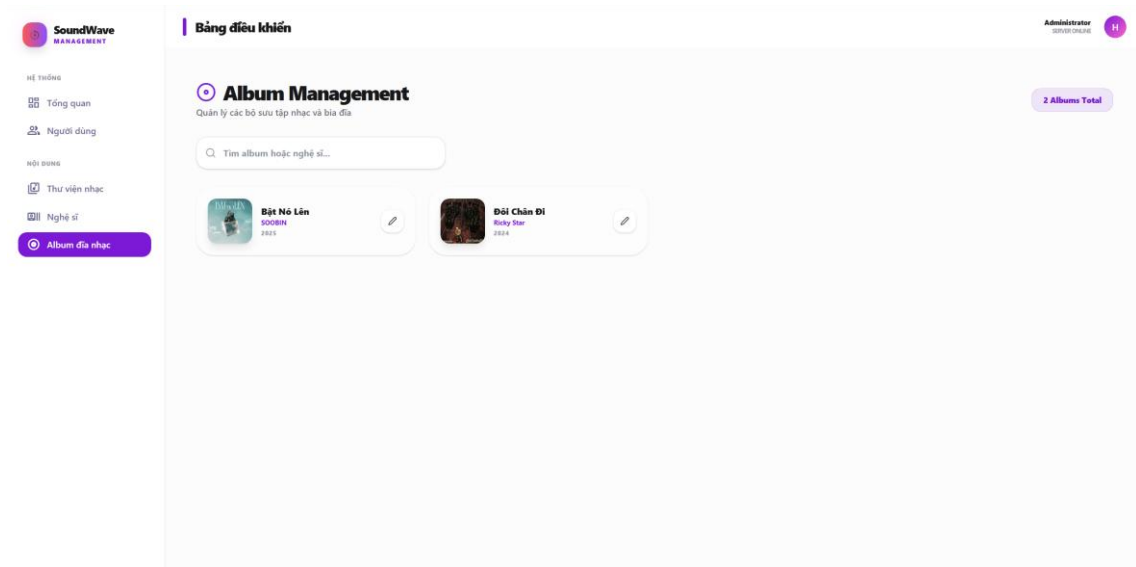 SoundWave
MANAGEMENT
HỆ THỐNG
Tổng quan
Người dùng
NỘI DUNG
Thư viện nhạc
Nghệ sĩ
Album đĩa nhạc
Bảng điều khiển
Administrator
SERVER ONLINE
H
Album Management
Quản lý các bộ sưu tập nhạc và bìa đĩa
2 Albums Total
Tìm album hoặc nghệ sĩ...
Bật Nó Lên
SOOBIN
2025
Đôi Chân Đi
Ricky Star
2024